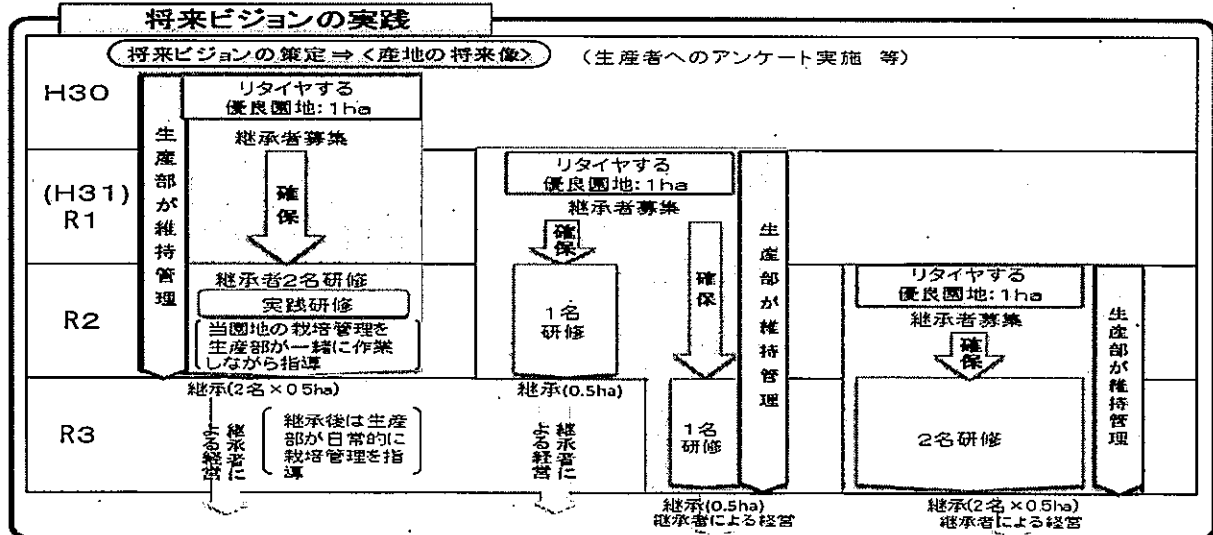 将来ビジョンの実践
将来ビジョンの策定⇒<産地の将来像>
(生産者へのアンケート実施 等)
H30
生産部が維持管理
リタイヤする
優良園地:1ha
継承者募集
確保
(H31)
R1
リタイヤする
優良園地:1ha
継承者募集
確保
確保
生産部が維持管理
R2
継承者2名研修
実践研修
当園地の栽培管理を
生産部が一緒に作業
しながら指導
1名
研修
リタイヤする
優良園地:1ha
継承者募集
確保
生産部が維持管理
継承(2名×0.5ha)
継承(0.5ha)
R3
継承者に
よる経営
継承後は生産
部が日常的に
栽培管理を指
導
継承者に
よる経営
1名
研修
2名研修
継承(0.5ha)
継承者による経営
継承(2名×0.5ha)
継承者による経営